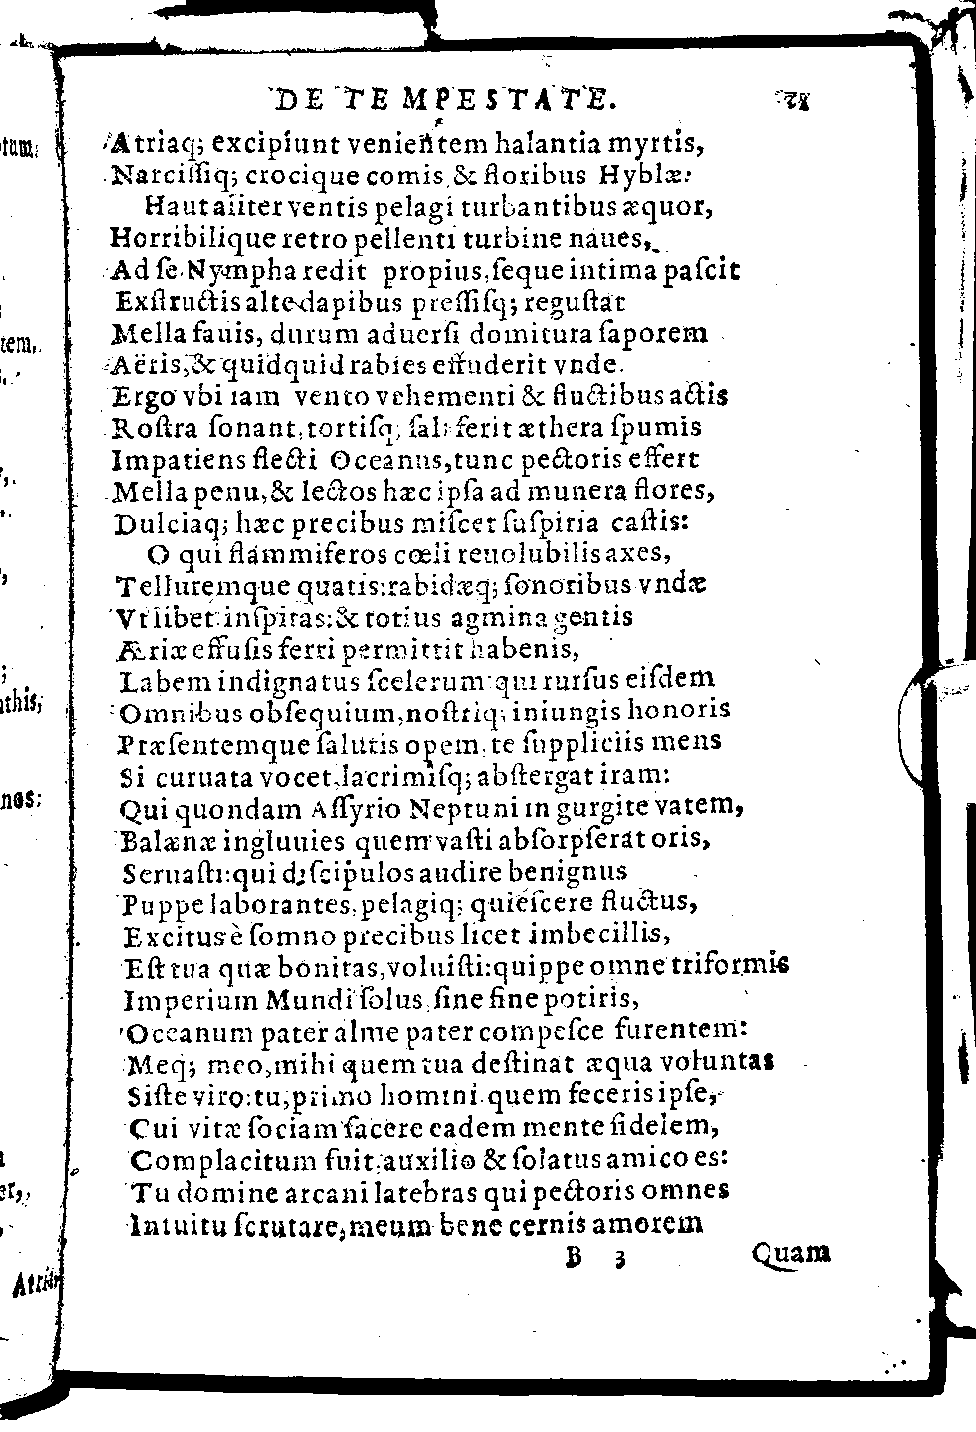 DE TEMPESTATE. 21
Atriaq; excipiunt venientem halantia myrtis,
Narciſſiq; crocique comis & floribus Hyblæ:
Haut aliter ventis pelagi turbantibus æquor,
Horribilique retro pellenti turbine naues,
Ad ſe Nympha redit propius, ſeque intima paſcit
Exſtructis alte dapibus preſſiſq; reguſtat
Mella fauis, durum aduerſi domitura ſaporem
Aëris, & quidquid rabies effuderit vndę.
Ergo vbi iam vento vehementi & fluctibus actis
Roſtra ſonant, tortiſq; ſali ferit æthera ſpumis
Impatiens flecti Oceanus, tunc pectoris effert
Mella penu, & lectos hæc ipſa ad munera flores,
Dulciaq; hæc precibus miſcet ſuſpiria caſtis:
O qui flammiferos cœli reuolubilis axes,
Telluremque quatis: rabidæq; ſonoribus vndæ
Vt libet inſpiras: & totius agmina gentis
Æriæ effuſis ferri permittit habenis,
Labem indignatus ſcelerum: qui rurſus eiſdem
Omnibus obſequium, noſtriq; iniungis honoris
Præſentemque ſalutis opem, te ſuppliciis mens
Si curuata vocet, lacrimiſq; abſtergat iram:
Qui quondam Aſſyrio Neptuni in gurgite vatem,
Balænæ ingluuies quem vaſti abſorpſerat oris,
Seruaſti: qui diſcipulos audire benignus
Puppe laborantes, pelagiq; quieſcere fluctus,
Excitus è ſomno precibus licet imbecillis,
Eſt tua quæ bonitas, voluiſti: quippe omne triformis
Imperium Mundi ſolus ſine fine potiris,
Oceanum pater alme pater compeſce furentem:
Meq; meo, mihi quem tua deſtinat æqua voluntas
Siſte viro: tu, primo homini quem feceris ipſe,
Cui vitæ ſociam facere eadem mente fidelem,
Complacitum fuit, auxilio & ſolatus amico es:
Tu domine arcani latebras qui pectoris omnes
Intuitu ſcrutare, meum bene cernis amorem
B 3 Quam